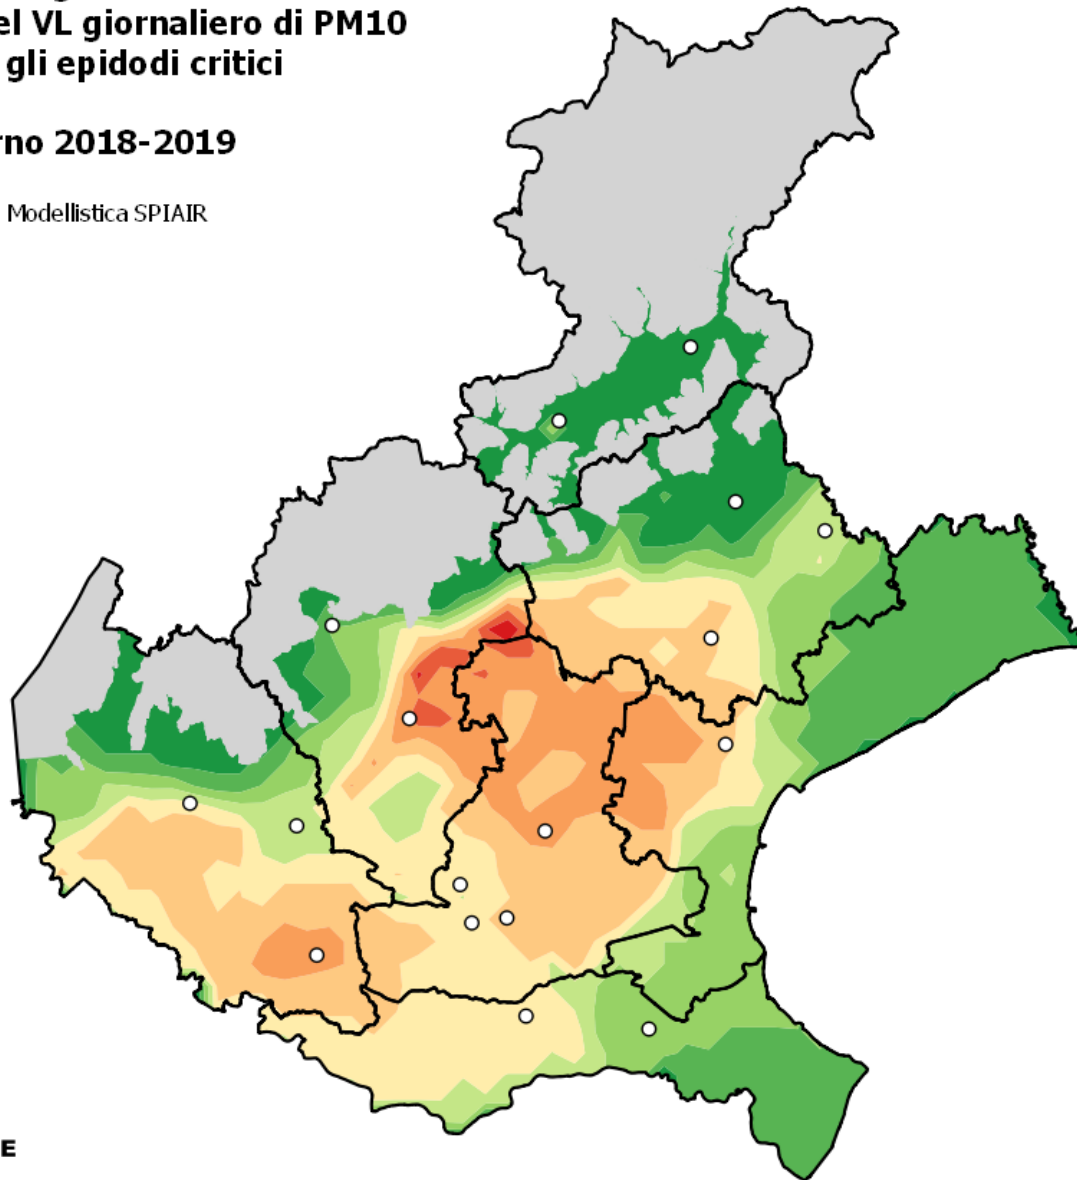 el VL giornaliero di PM10
gli epidodi critici
rno 2018-2019
Modellistica SPIAIR
E